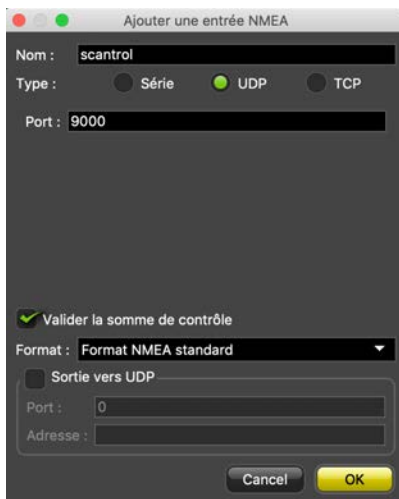 Ajouter une entrée NMEA
Nom : scantrol
Type : Série UDP TCP
Port : 9000
Valider la somme de contrôle
Format : Format NMEA standard
Sortie vers UDP
Port : 0
Adresse :
Cancel OK